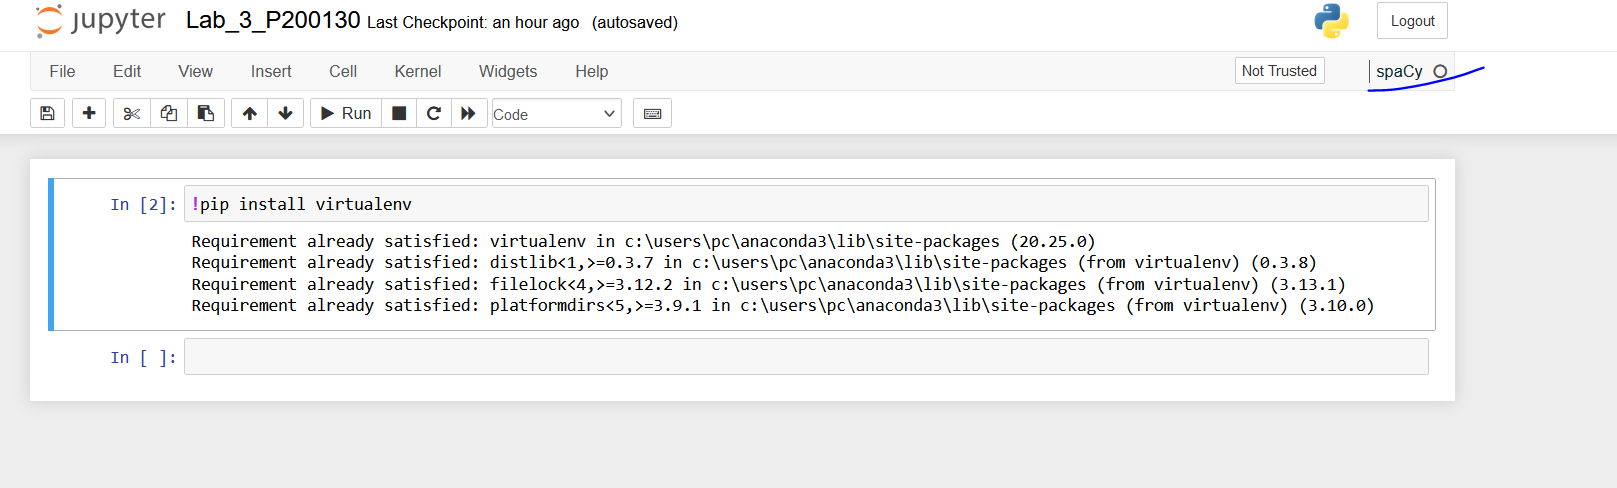 jupyter Lab_3_P200130 Last Checkpoint: an hour ago (autosaved) Logout
File Edit View Insert Cell Kernel Widgets Help Not Trusted spaCy
Run Code
In [2]: !pip install virtualenv
Requirement already satisfied: virtualenv in c:\users\pc\anaconda3\lib\site-packages (20.25.0)
Requirement already satisfied: distlib<1,>=0.3.7 in c:\users\pc\anaconda3\lib\site-packages (from virtualenv) (0.3.8)
Requirement already satisfied: filelock<4,>=3.12.2 in c:\users\pc\anaconda3\lib\site-packages (from virtualenv) (3.13.1)
Requirement already satisfied: platformdirs<5,>=3.9.1 in c:\users\pc\anaconda3\lib\site-packages (from virtualenv) (3.10.0)
In [ ]: